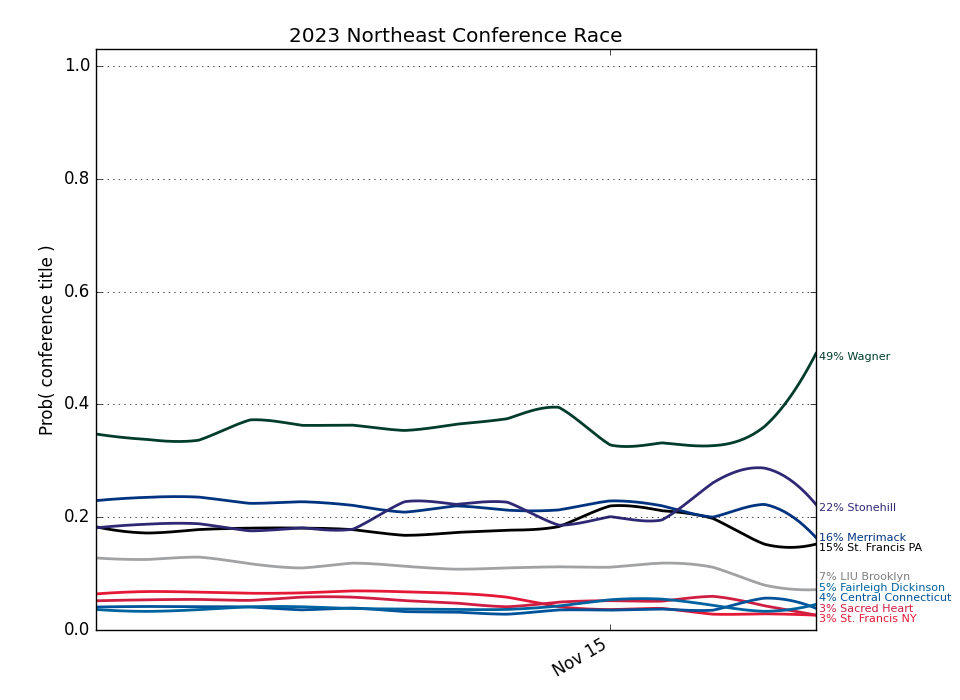 2023 Northeast Conference Race
Prob( conference title )
1.0
0.8
0.6
0.4
0.2
0.0
Nov 15
49% Wagner
22% Stonehill
16% Merrimack
15% St. Francis PA
7% LIU Brooklyn
5% Fairleigh Dickinson
4% Central Connecticut
3% Sacred Heart
3% St. Francis NY